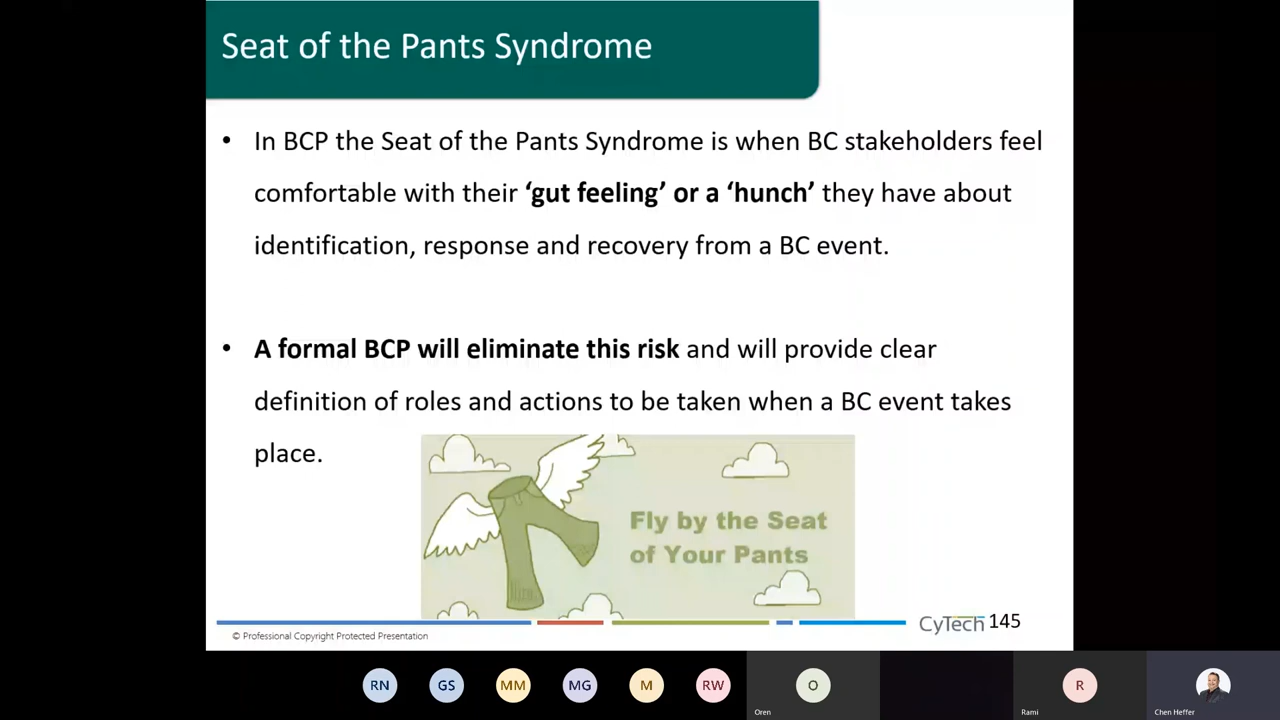 Seat of the Pants Syndrome
• In BCP the Seat of the Pants Syndrome is when BC stakeholders feel
comfortable with their ‘gut feeling’ or a ‘hunch’ they have about
identification, response and recovery from a BC event.
• A formal BCP will eliminate this risk and will provide clear
definition of roles and actions to be taken when a BC event takes
place.
Fly by the Seat
of Your Pants
CyTech 145
© Professional Copyright Protected Presentation
RN GS MM MG M RW O R
Oren Rami Chen Heffer